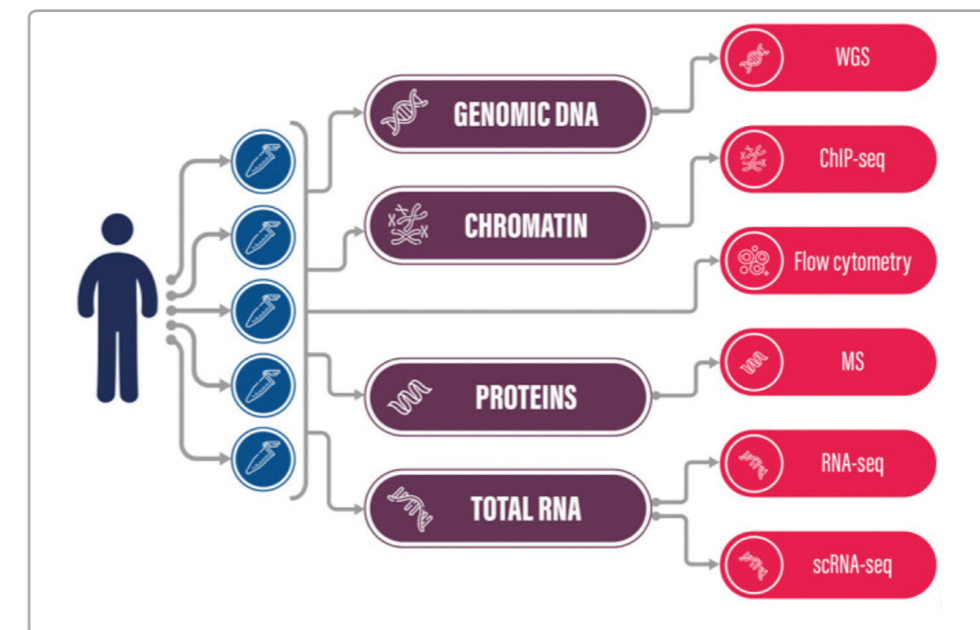 GENOMIC DNA
CHROMATIN
PROTEINS
TOTAL RNA
WGS
ChIP-seq
Flow cytometry
MS
RNA-seq
scRNA-seq